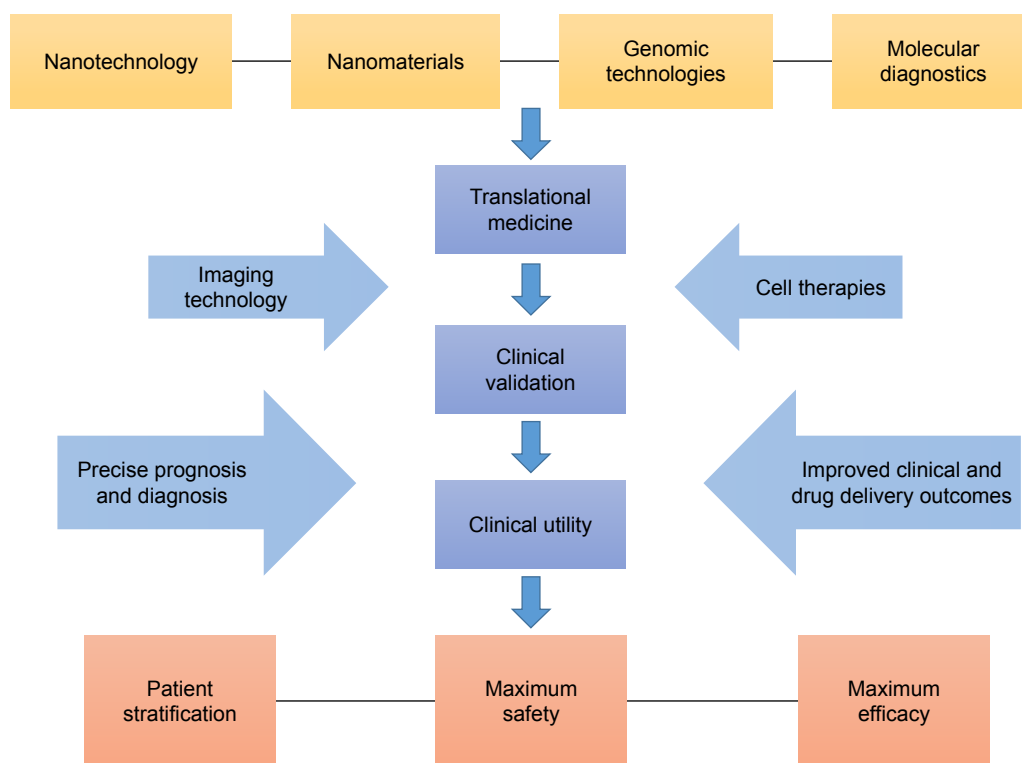 Nanotechnology
Nanomaterials
Genomic
technologies
Molecular
diagnostics
Translational
medicine
Imaging
technology
Cell therapies
Clinical
validation
Precise prognosis
and diagnosis
Improved clinical and
drug delivery outcomes
Clinical utility
Patient
stratification
Maximum
safety
Maximum
efficacy